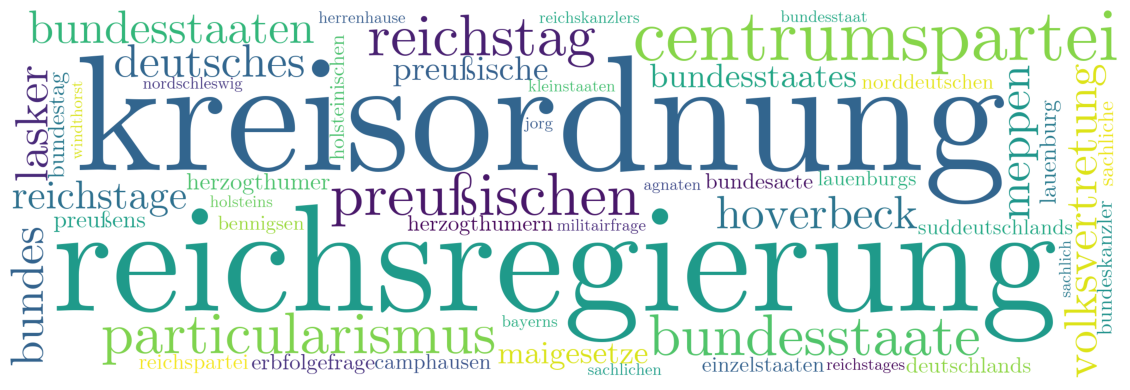 herrenhause
reichskanzlers
bundesstaat
bundesstaaten
reichstag
centrumspartei
deutsches
preußische
bundesstaates
norddeutschen
nordschleswig
kleinstaaten
holsteinischen
lasker
bundestag
windthorst
kreisordnung
jorg
meppen
lauenburg
volksvertretung
sachliche
reichstage
herzogthumer
preußischen
agnaten
bundesacte
lauenburgs
holsteins
preußens
bennigsen
herzogthumern
militairfrage
hoverbeck
suddeutschlands
bundes
reichsregierung
sachlich
bundeskanzler
particularismus
bayerns
bundesstaate
reichspartei
erbfolgefrage
camphausen
maigesetze
sachlichen
einzelstaaten
reichstages
deutschlands